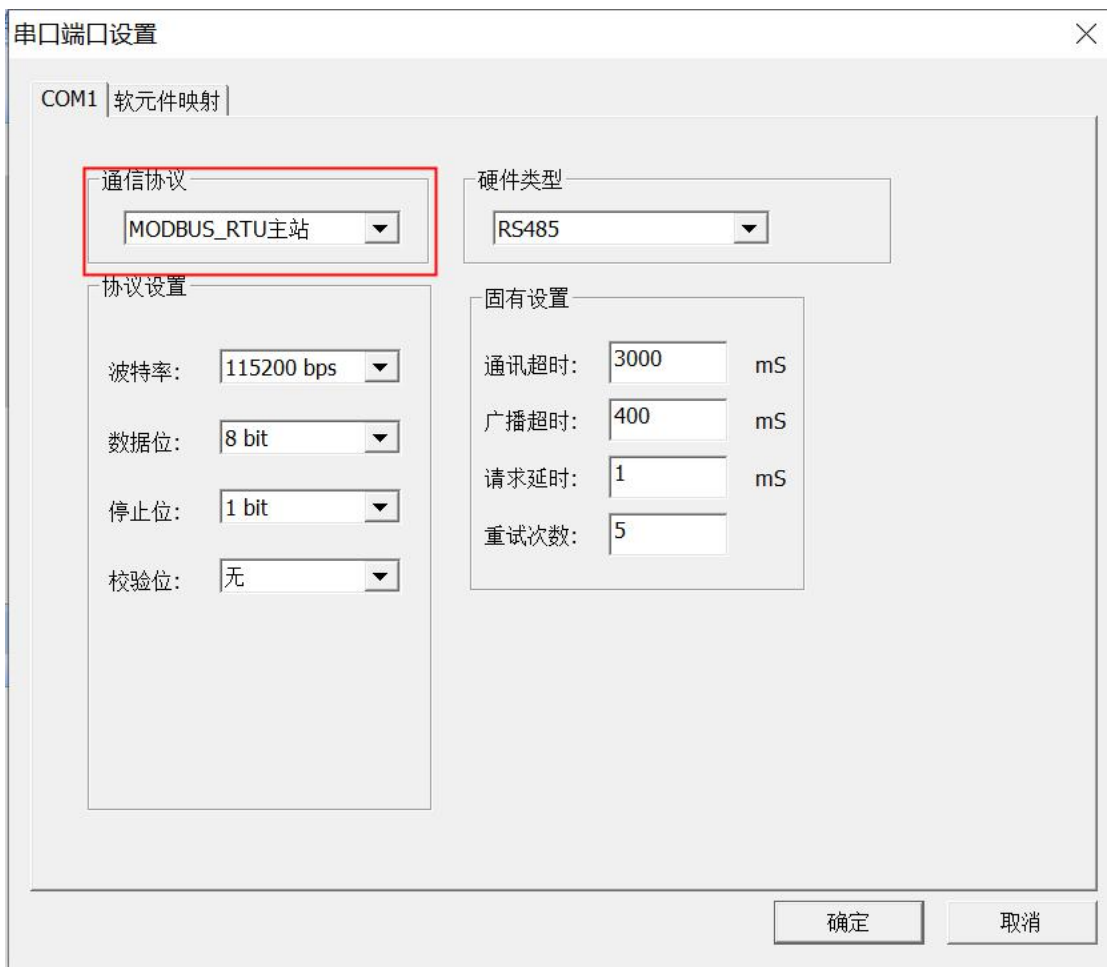 串口端口设置
COM1 软元件映射
通信协议
MODBUS_RTU主站
硬件类型
RS485
协议设置
波特率: 115200 bps
数据位: 8 bit
停止位: 1 bit
校验位: 无
固有设置
通讯超时: 3000 mS
广播超时: 400 mS
请求延时: 1 mS
重试次数: 5
确定 取消